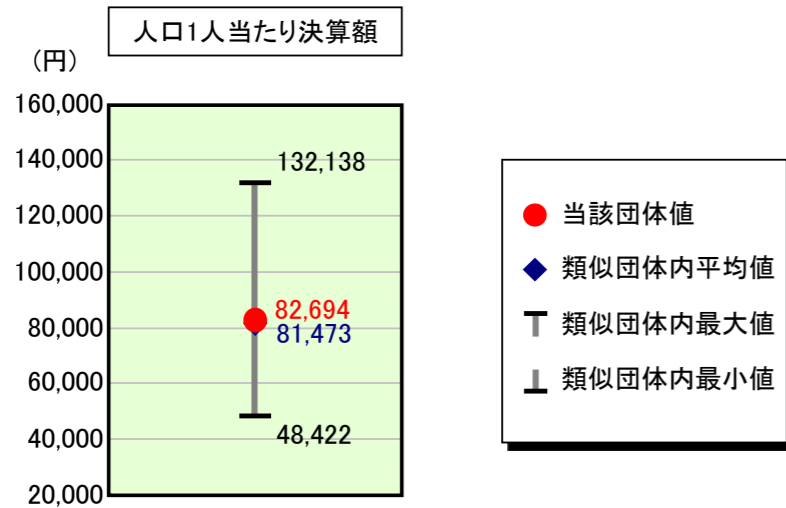 人口1人当たり決算額
(円)
160,000
140,000
120,000
100,000
80,000
60,000
40,000
20,000
132,138
82,694
81,473
48,422
当該団体値
類似団体内平均値
類似団体内最大値
類似団体内最小値